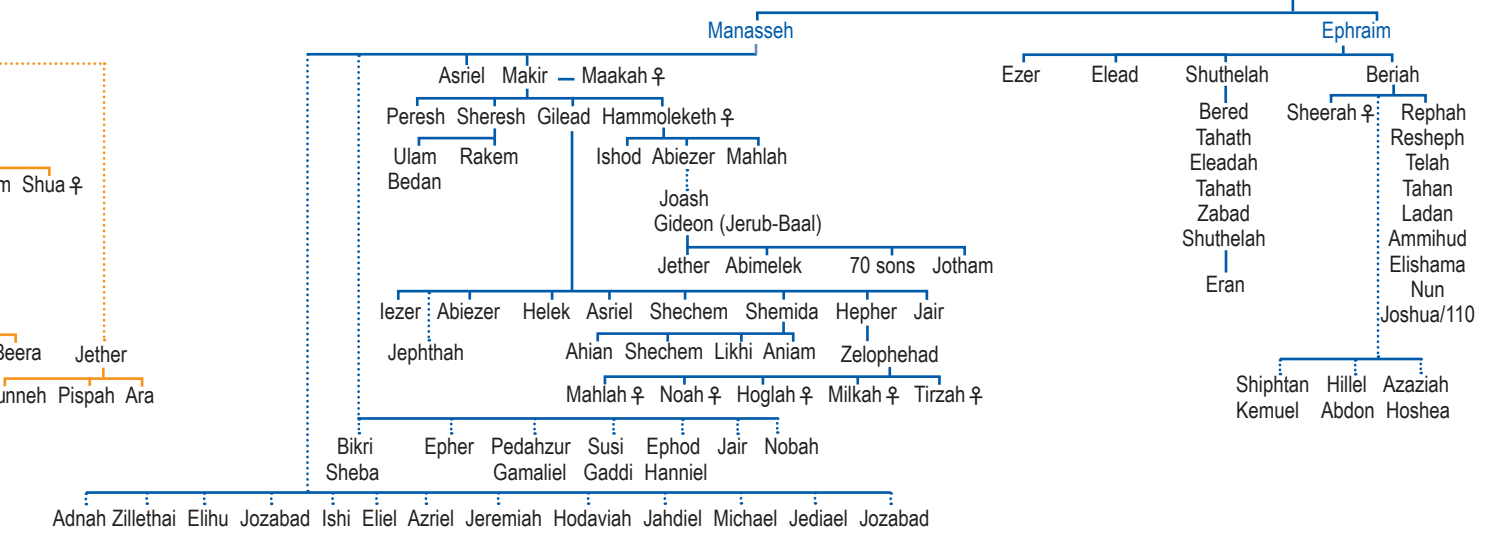 Manasseh Ephraim
Asriel Makir Maakah♀ Ezer Elead Shuthelah Beriah
Peresh Sheresh Gilead Hammoleketh♀ Bered Sheerah♀ Rephah
Tahath Resheph
Ulam Rakem Ishod Abiezer Mahlah Eleadah Telah
Bedan Tahath Tahan
Shua♀ Joash Zabad Ladan
Gideon (Jerub-Baal) Shuthelah Ammihud
Jether Abimelek 70 sons Jotham Elishama
Eran Nun
Iezer Abiezer Helek Asriel Shechem Shemida Hepher Jair Joshua/110
Beera Jether Jephthah Ahian Shechem Likhi Aniam Zelophehad
unneh Pispah Ara Mahlah♀ Noah♀ Hoglah♀ Milkah♀ Tirzah♀ Shiphtan Hillel Azaziah
Kemuel Abdon Hoshea
Bikri Epher Pedahzur Susi Ephod Jair Nobah
Sheba Gamaliel Gaddi Hanniel
Adnah Zillethai Elihu Jozabad Ishi Eliel Azriel Jeremiah Hodaviah Jahdiel Michael Jediael Jozabad